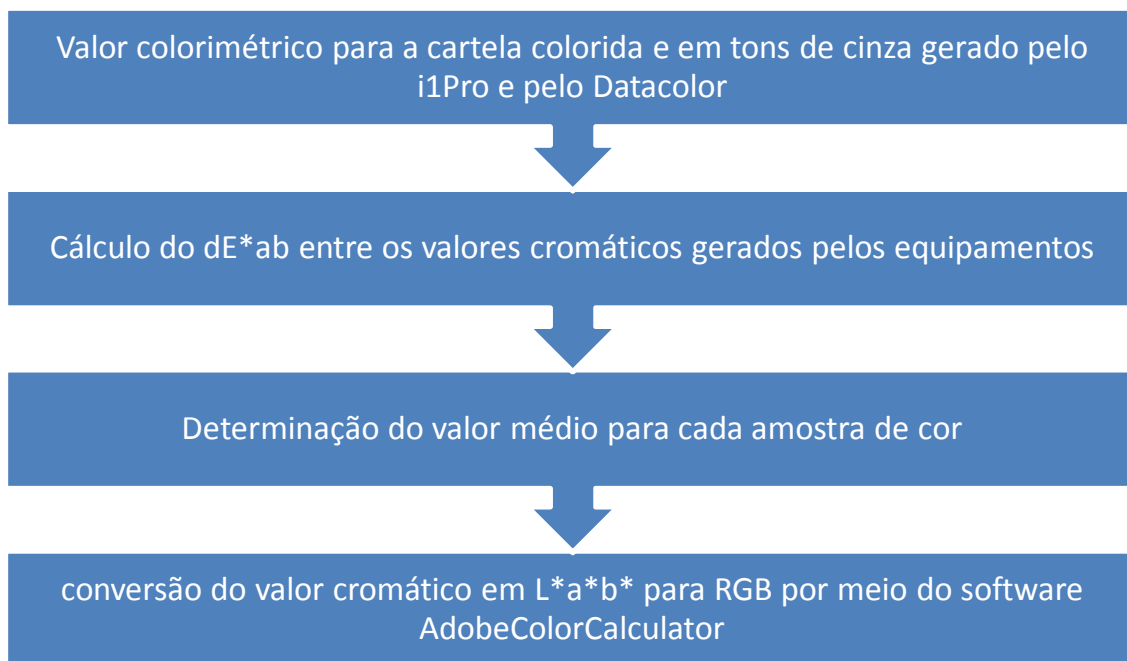 Valor colorimétrico para a cartela colorida e em tons de cinza gerado pelo
i1Pro e pelo Datacolor
Cálculo do dE*ab entre os valores cromáticos gerados pelos equipamentos
Determinação do valor médio para cada amostra de cor
conversão do valor cromático em L*a*b* para RGB por meio do software
AdobeColorCalculator